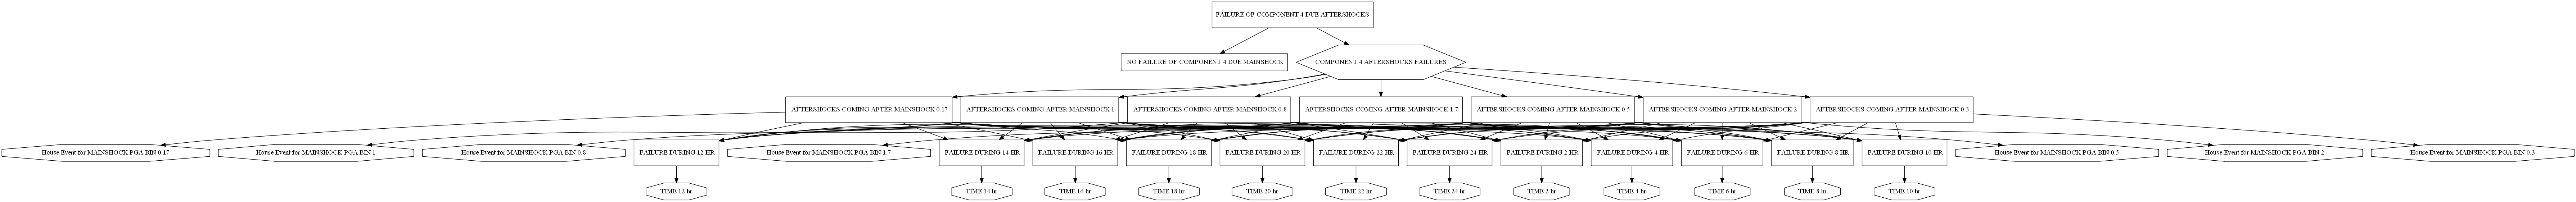 FAILURE OF COMPONENT 4 DUE AFTERSHOCKS
NO FAILURE OF COMPONENT 4 DUE MAINSHOCK
COMPONENT 4 AFTERSHOCKS FAILURES
AFTERSHOCKS COMING AFTER MAINSHOCK 0.17
AFTERSHOCKS COMING AFTER MAINSHOCK 1
AFTERSHOCKS COMING AFTER MAINSHOCK 0.8
AFTERSHOCKS COMING AFTER MAINSHOCK 1.7
AFTERSHOCKS COMING AFTER MAINSHOCK 0.5
AFTERSHOCKS COMING AFTER MAINSHOCK 2
AFTERSHOCKS COMING AFTER MAINSHOCK 0.3
House Event for MAINSHOCK PGA BIN 0.17
House Event for MAINSHOCK PGA BIN 1
House Event for MAINSHOCK PGA BIN 0.8
FAILURE DURING 12 HR
House Event for MAINSHOCK PGA BIN 1.7
FAILURE DURING 14 HR
FAILURE DURING 16 HR
FAILURE DURING 18 HR
FAILURE DURING 20 HR
FAILURE DURING 22 HR
FAILURE DURING 24 HR
FAILURE DURING 2 HR
FAILURE DURING 4 HR
FAILURE DURING 6 HR
FAILURE DURING 8 HR
FAILURE DURING 10 HR
House Event for MAINSHOCK PGA BIN 0.5
House Event for MAINSHOCK PGA BIN 2
House Event for MAINSHOCK PGA BIN 0.3
TIME 12 hr
TIME 14 hr
TIME 16 hr
TIME 18 hr
TIME 20 hr
TIME 22 hr
TIME 24 hr
TIME 2 hr
TIME 4 hr
TIME 6 hr
TIME 8 hr
TIME 10 hr